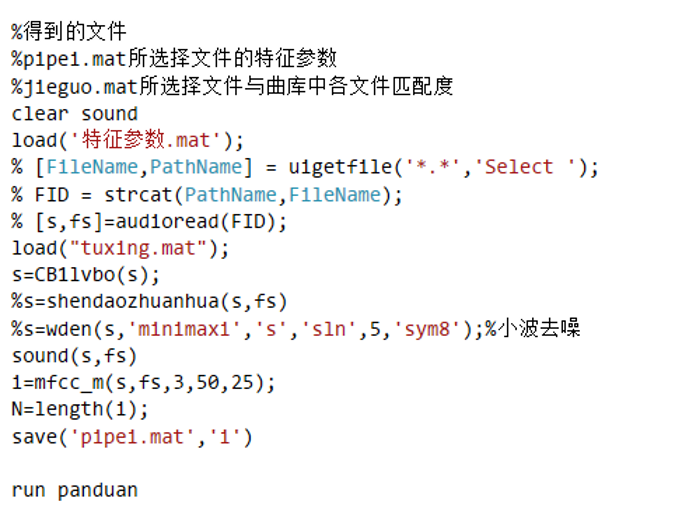 %得到的文件
%pipei.mat所选择文件的特征参数
%jieguo.mat所选择文件与曲库中各文件匹配度
clear sound
load('特征参数.mat');
% [FileName,PathName] = uigetfile('*.*','Select ');
% FID = strcat(PathName,FileName);
% [s,fs]=audioread(FID);
load("tuxing.mat");
s=CB1lvbo(s);
%s=shendaozhuanhua(s,fs)
%s=wden(s,'minimaxi','s','sln',5,'sym8');%小波去噪
sound(s,fs)
i=mfcc_m(s,fs,3,50,25);
N=length(i);
save('pipei.mat','i')
run panduan